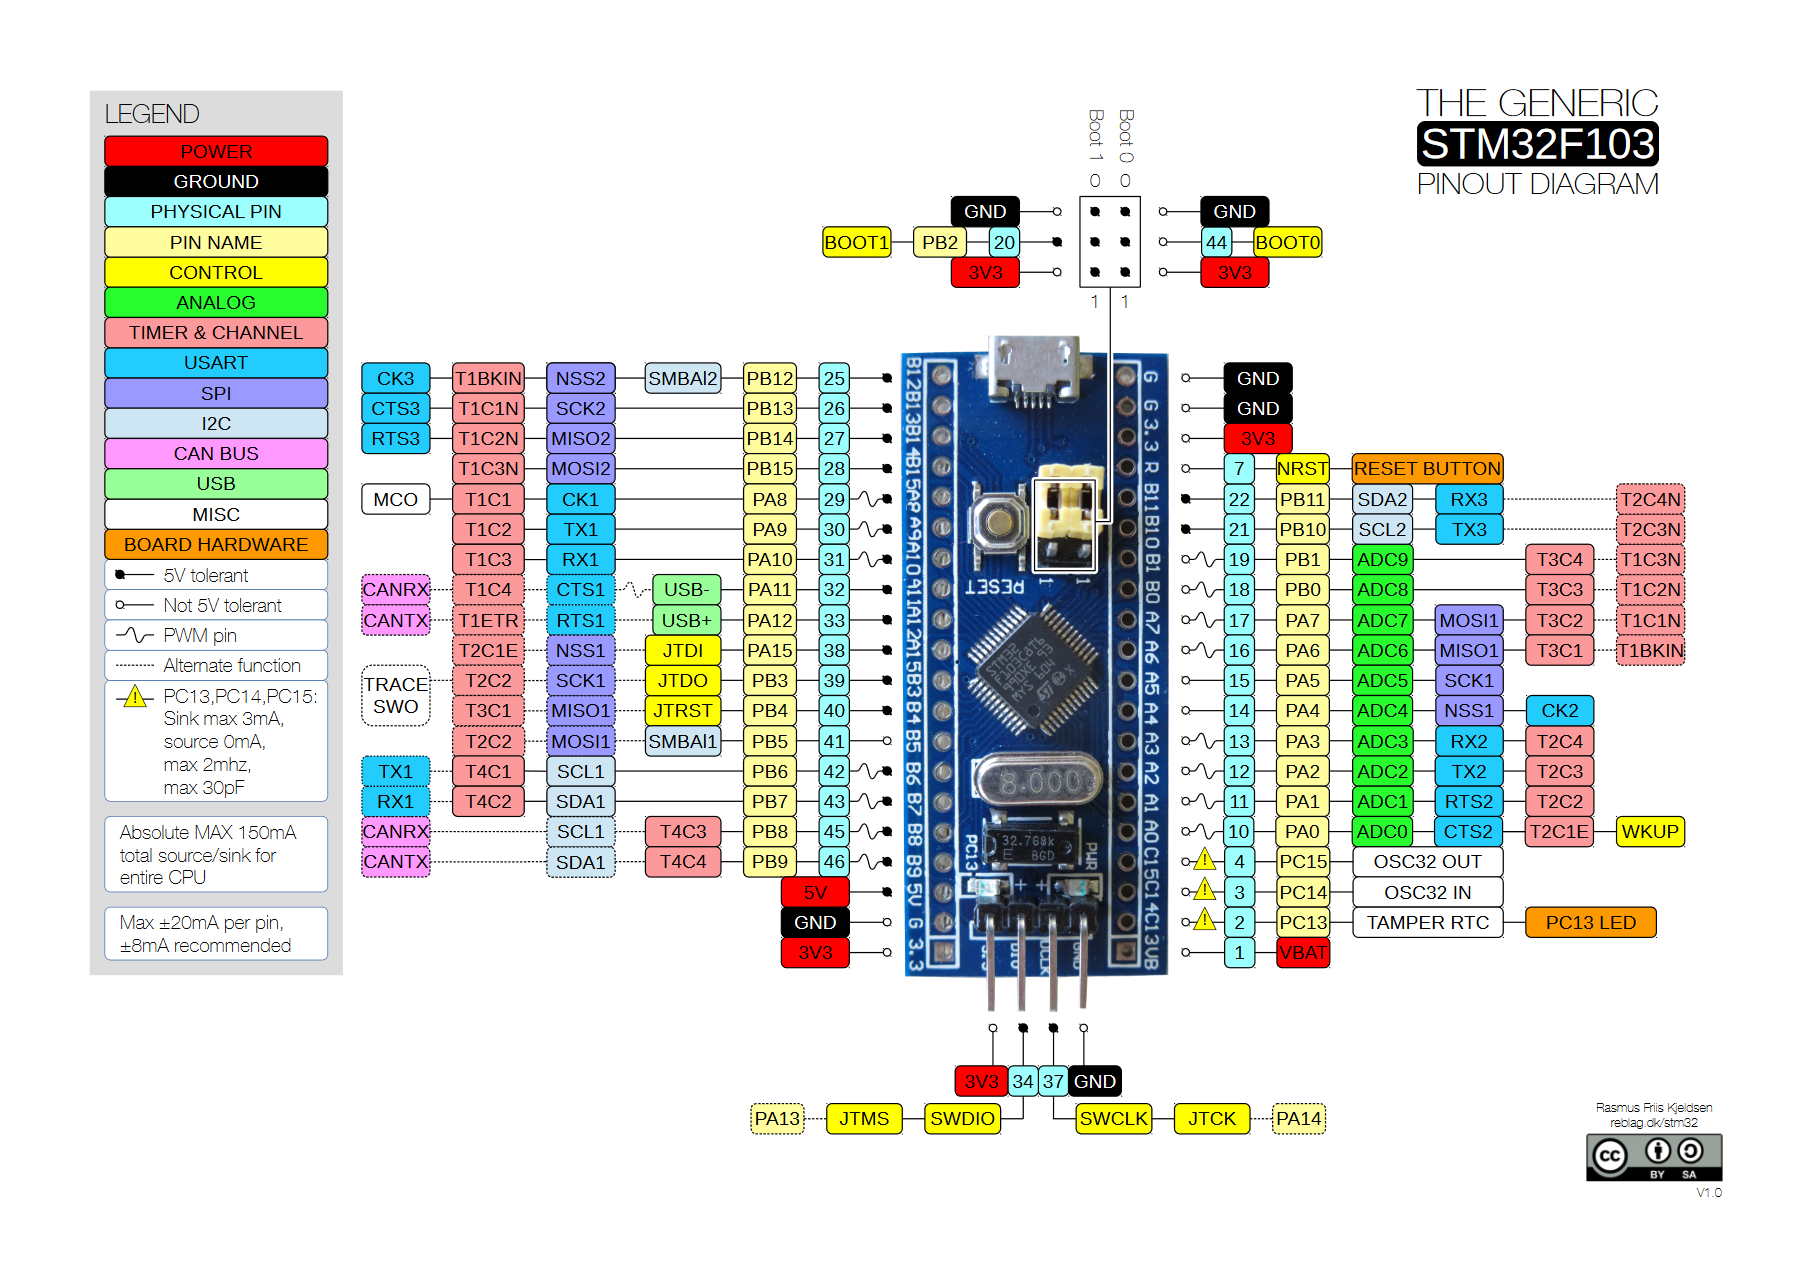 LEGEND
POWER
GROUND
PHYSICAL PIN
PIN NAME
CONTROL
ANALOG
TIMER & CHANNEL
USART
SPI
I2C
CAN BUS
USB
MISC
BOARD HARDWARE
5V tolerant
Not 5V tolerant
PWM pin
Alternate function
PC13,PC14,PC15:
Sink max 3mA,
source 0mA,
max 2mhz,
max 30pF
Absolute MAX 150mA
total source/sink for
entire CPU
Max ±20mA per pin,
±8mA recommended
THE GENERIC
STM32F103
PINOUT DIAGRAM
Boot 1 0
Boot 0 0
GND GND
BOOT1 PB2 20 44 BOOT0
3V3 3V3
1 1
CK3 T1BKIN NSS2 SMBAI2 PB12 25
CTS3 T1C1N SCK2 PB13 26
RTS3 T1C2N MISO2 PB14 27
T1C3N MOSI2 PB15 28
MCO T1C1 CK1 PA8 29
T1C2 TX1 PA9 30
T1C3 RX1 PA10 31
CANRX T1C4 CTS1 USB- PA11 32
CANTX T1ETR RTS1 USB+ PA12 33
T2C1E NSS1 JTDI PA15 38
TRACE
SWO
T2C2 SCK1 JTDO PB3 39
T3C1 MISO1 JTRST PB4 40
T2C2 MOSI1 SMBAI1 PB5 41
TX1 T4C1 SCL1 PB6 42
RX1 T4C2 SDA1 PB7 43
CANRX SCL1 T4C3 PB8 45
CANTX SDA1 T4C4 PB9 46
5V
GND
3V3
B12 B13 B14 B15 A8 A9 A10 A11 A12 A15 B3 B4 B5 B6 B7 B8 B9 5V G 3.3
G G 3.3 R B11 B10 B1 B0 A7 A6 A5 A4 A3 A2 A1 A0 C15 C14 C13 VB
RESET
1 1
STM32
8.000
32.768k
E BGD
PC13
PWR
+ +
GND
GND
GND
3V3
7 NRST RESET BUTTON
22 PB11 SDA2 RX3 T2C4N
21 PB10 SCL2 TX3 T2C3N
19 PB1 ADC9 T3C4 T1C3N
18 PB0 ADC8 T3C3 T1C2N
17 PA7 ADC7 MOSI1 T3C2 T1C1N
16 PA6 ADC6 MISO1 T3C1 T1BKIN
15 PA5 ADC5 SCK1
14 PA4 ADC4 NSS1 CK2
13 PA3 ADC3 RX2 T2C4
12 PA2 ADC2 TX2 T2C3
11 PA1 ADC1 RTS2 T2C2
10 PA0 ADC0 CTS2 T2C1E WKUP
4 PC15 OSC32 OUT
3 PC14 OSC32 IN
2 PC13 TAMPER RTC PC13 LED
1 VBAT
3V3 34 37 GND
PA13 JTMS SWDIO SWCLK JTCK PA14
Rasmus Friis Kjeldsen
reblag.dk/stm32
cc BY SA
V1.0